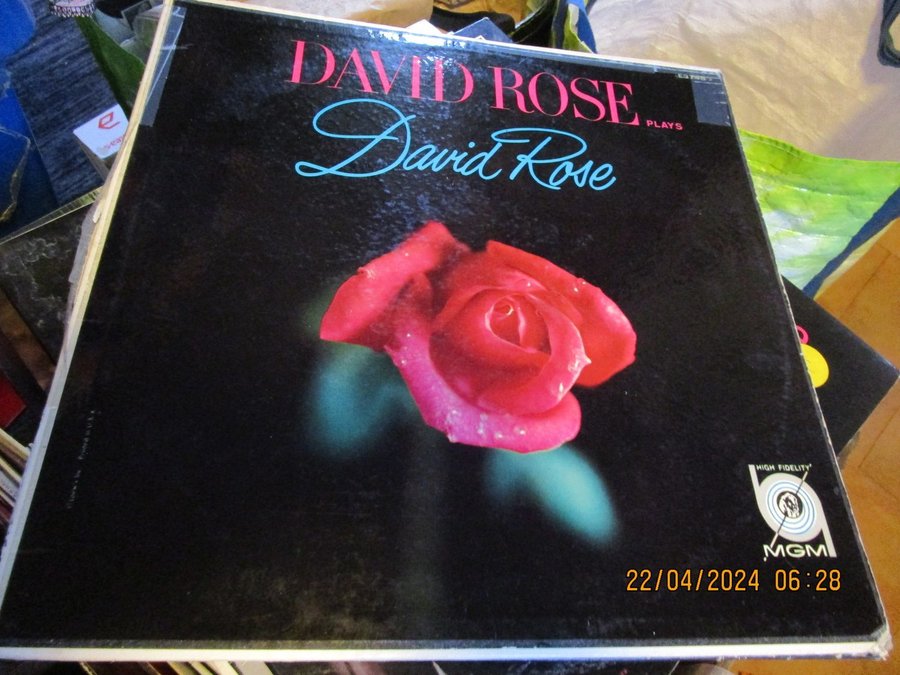 DAVID ROSE PLAYS
David Rose
HIGH FIDELITY
MGM
22/04/2024 06:28